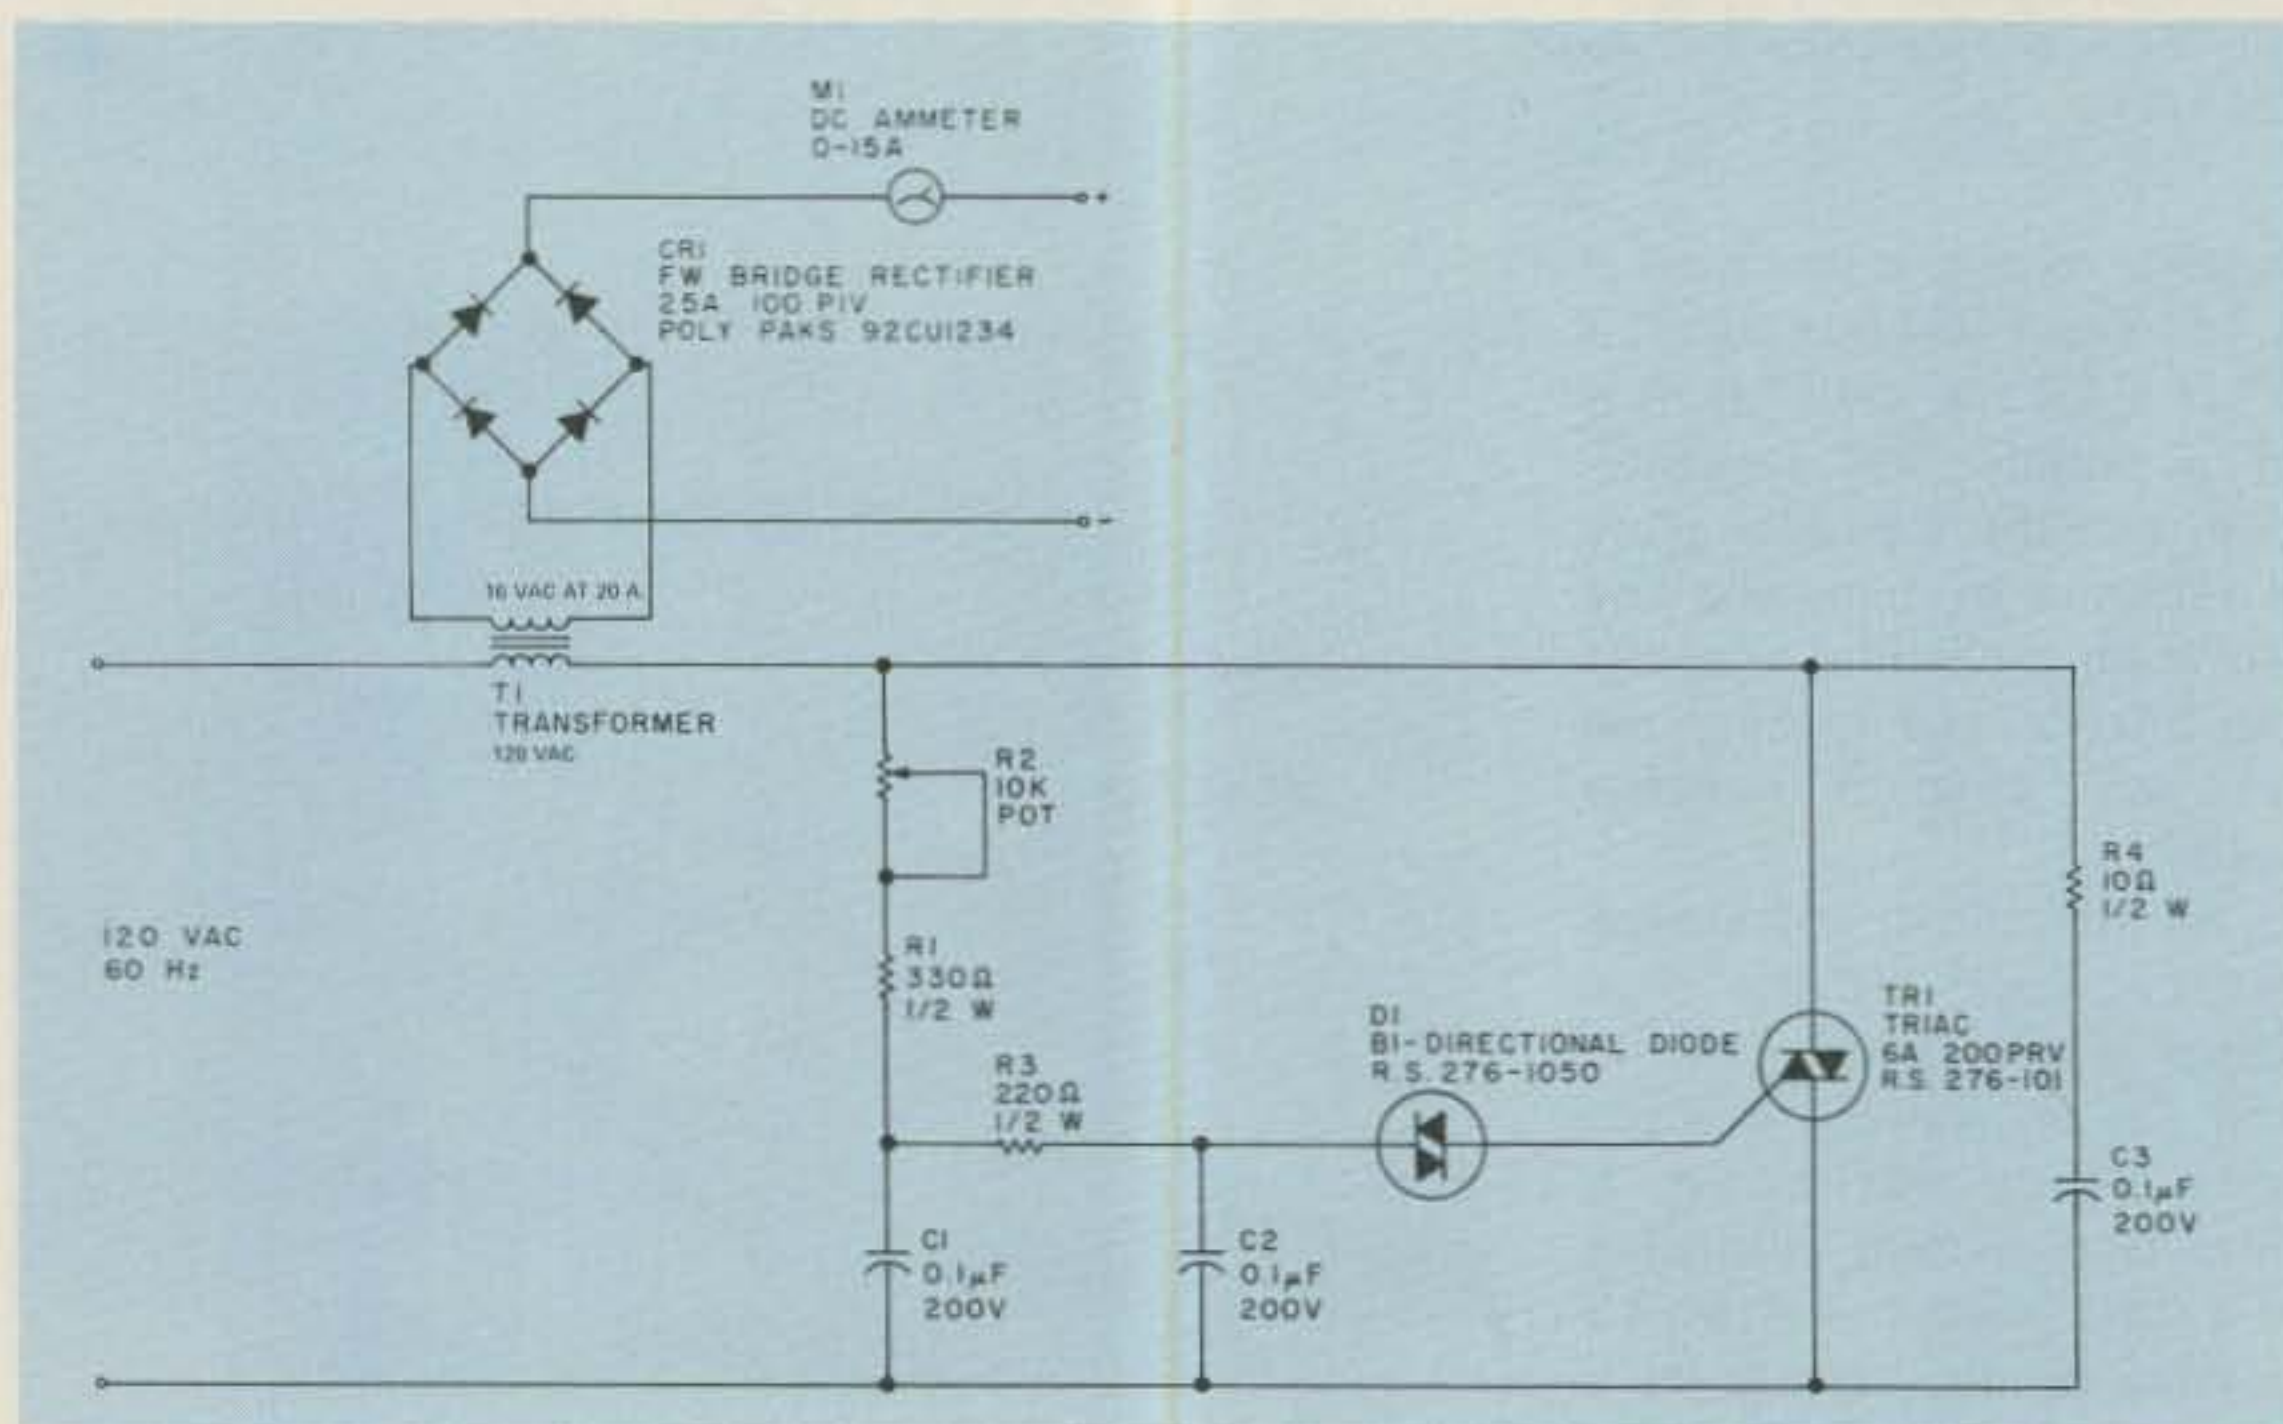 M1
DC AMMETER
0-15A
+
CR1
FW BRIDGE RECTIFIER
25A 100 PIV
POLY PAKS 92CU1234
-
16 VAC AT 20 A
T1
TRANSFORMER
120 VAC
R2
10K
POT
120 VAC
60 Hz
R1
330Ω
1/2 W
R3
220Ω
1/2 W
D1
BI-DIRECTIONAL DIODE
R.S. 276-1050
TR1
TRIAC
6A 200PRV
R.S. 276-101
R4
10Ω
1/2 W
C1
0.1µF
200V
C2
0.1µF
200V
C3
0.1µF
200V